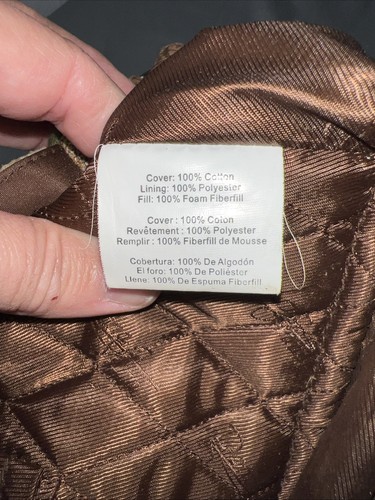 Cover: 100% Cotton
Lining: 100% Polyester
Fill: 100% Foam Fiberfill
Cover : 100% Coton
Revêtement : 100% Polyester
Remplir : 100% Fiberfill de Mousse
Cobertura: 100% De Algodón
El foro: 100% De Poliéster
Llene: 100% De Espuma Fiberfill